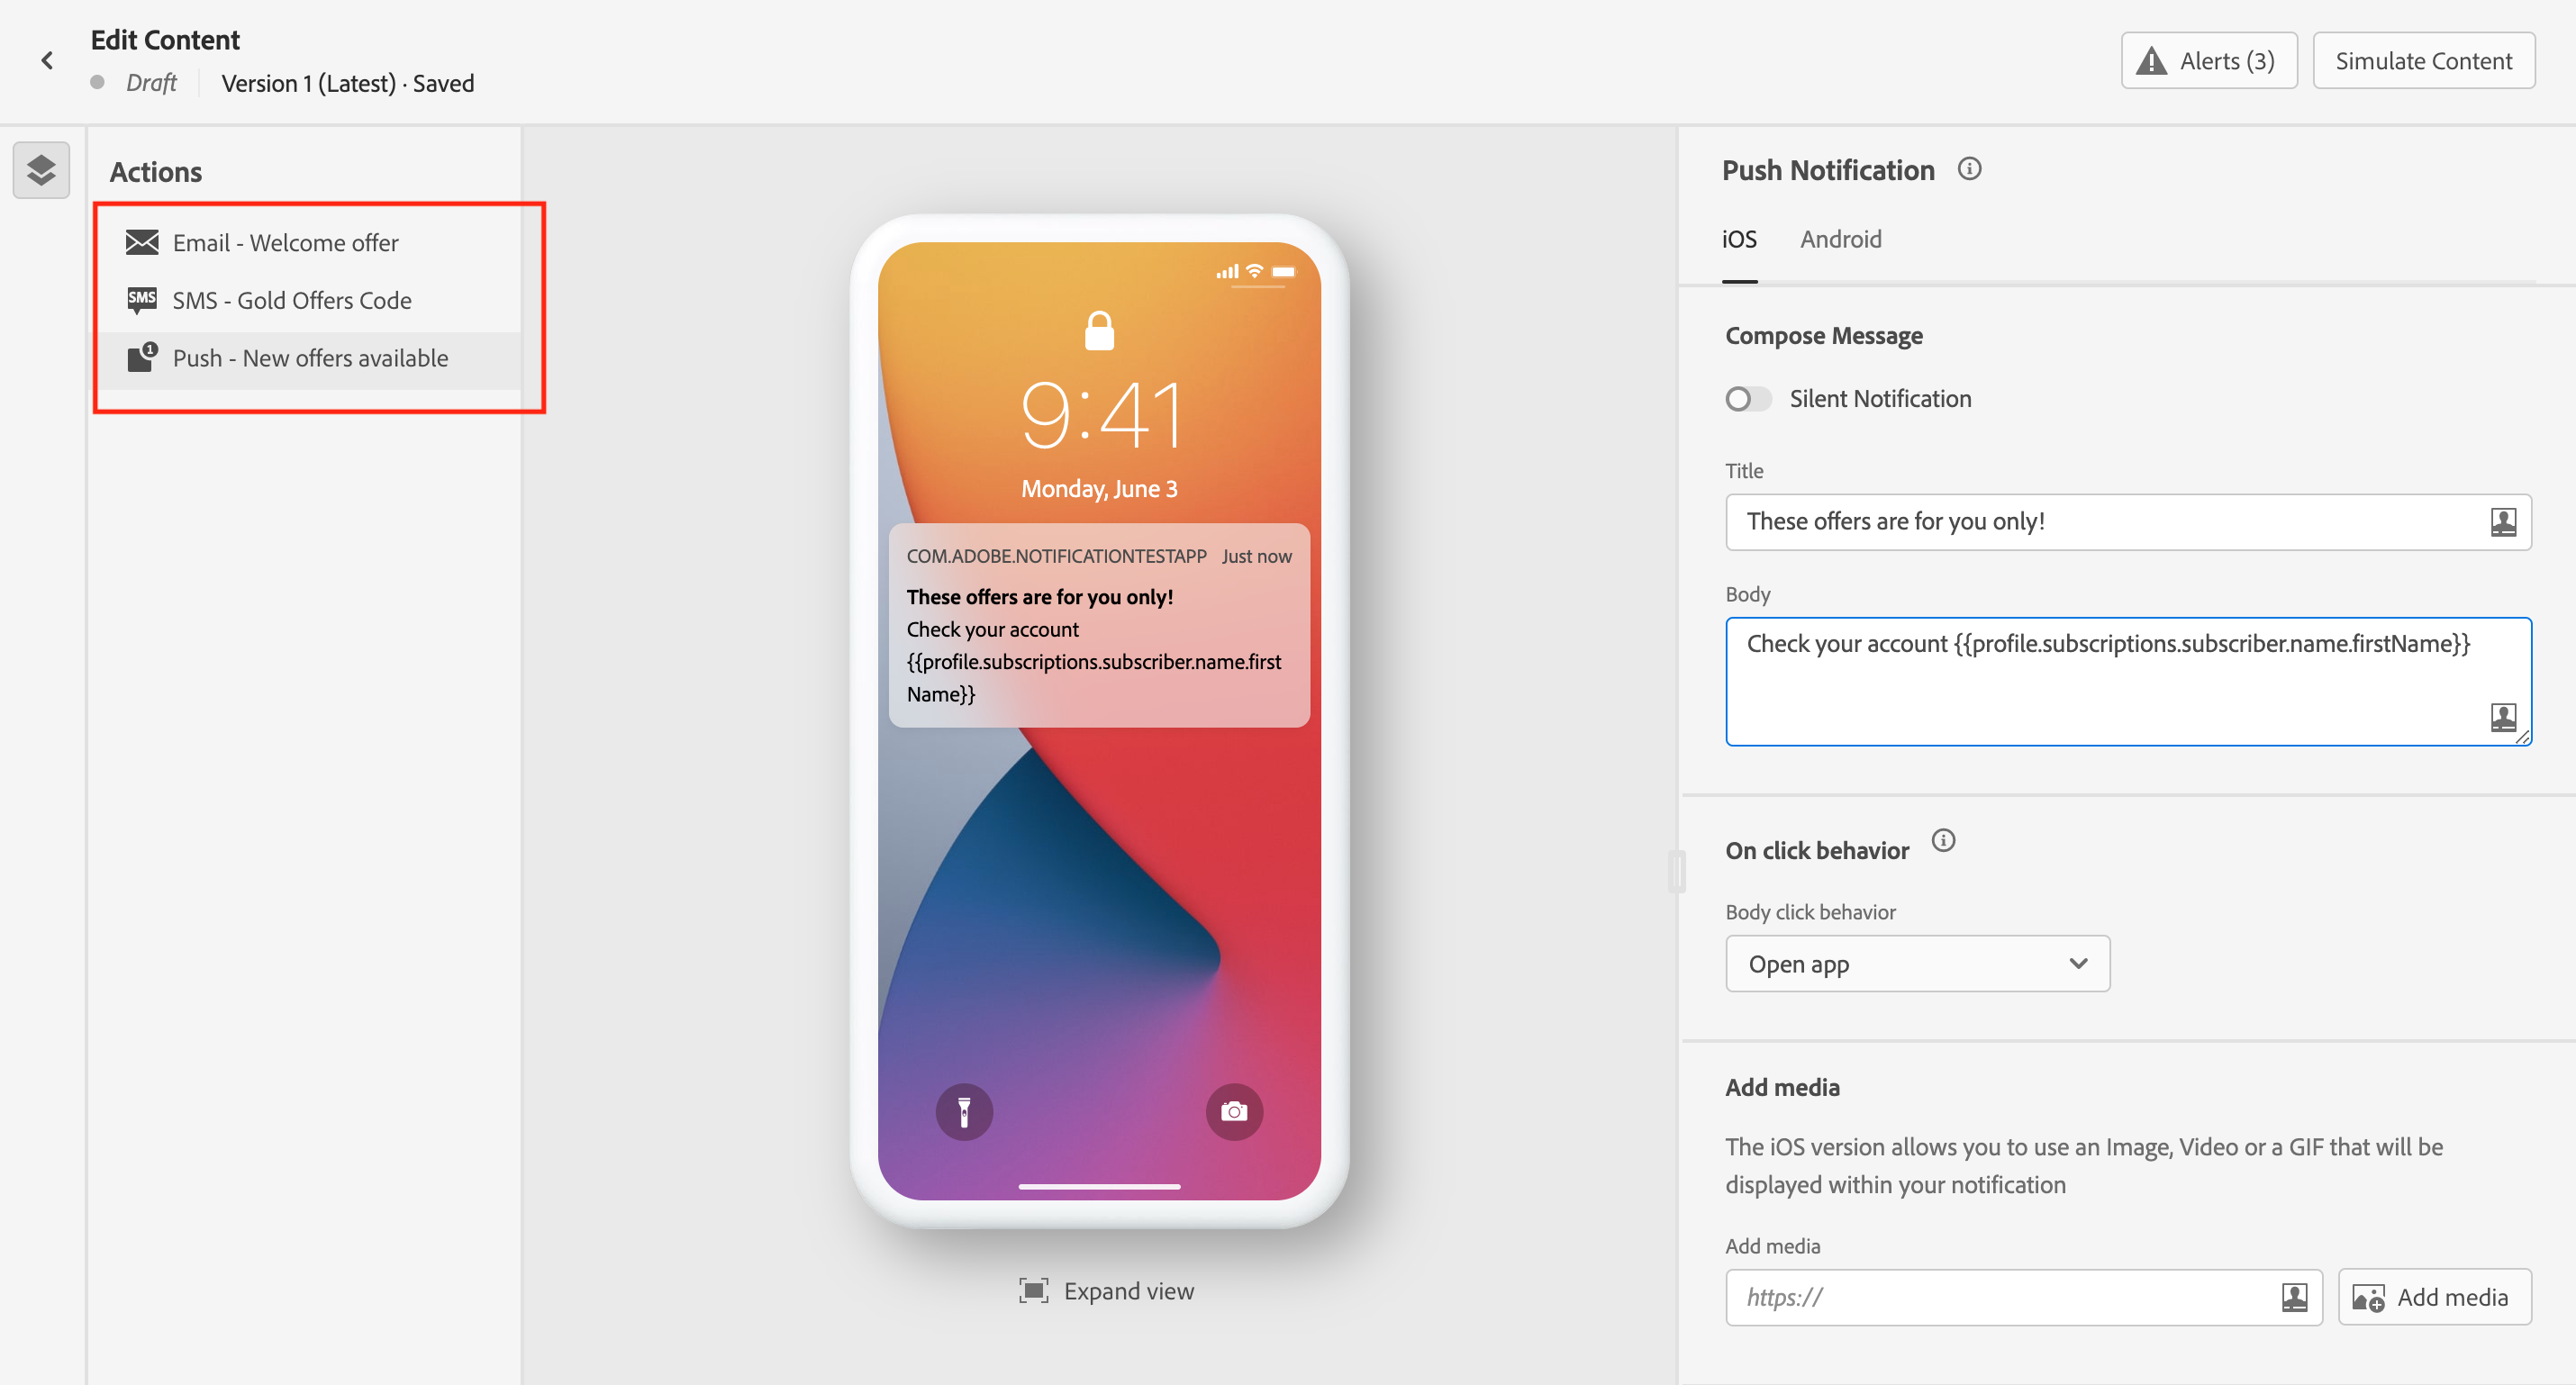 Edit Content
Draft
Version 1 (Latest) · Saved
Alerts (3)
Simulate Content
Actions
Email - Welcome offer
SMS
SMS - Gold Offers Code
1
Push - New offers available
9:41
Monday, June 3
COM.ADOBE.NOTIFICATIONTESTAPP Just now
These offers are for you only!
Check your account
{{profile.subscriptions.subscriber.name.first
Name}}
Expand view
Push Notification
iOS Android
Compose Message
Silent Notification
Title
These offers are for you only!
Body
Check your account {{profile.subscriptions.subscriber.name.firstName}}
On click behavior
Body click behavior
Open app
Add media
The iOS version allows you to use an Image, Video or a GIF that will be
displayed within your notification
Add media
https://
Add media